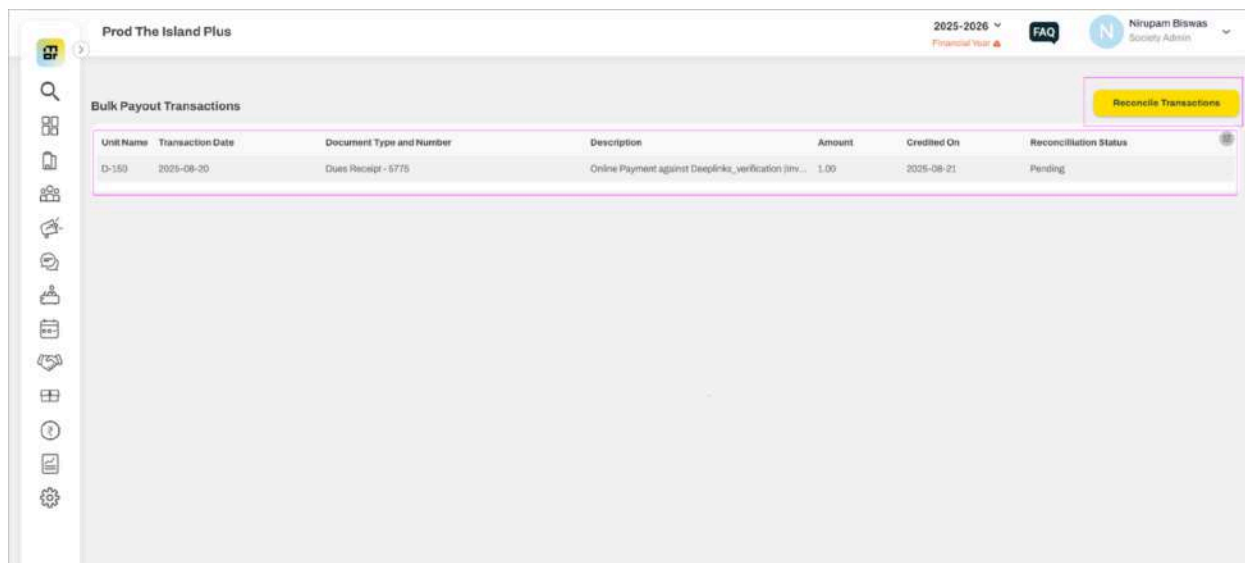 Prod The Island Plus
2025-2026
Financial Year
FAQ
N
Nirupam Biswas
Society Admin
Bulk Payout Transactions
Reconcile Transactions
Unit Name Transaction Date Document Type and Number Description Amount Credited On Reconcilliation Status
D-150 2025-08-20 Dues Receipt - 5775 Online Payment against Deeplinks_verification (Inv... 1.00 2025-08-21 Pending